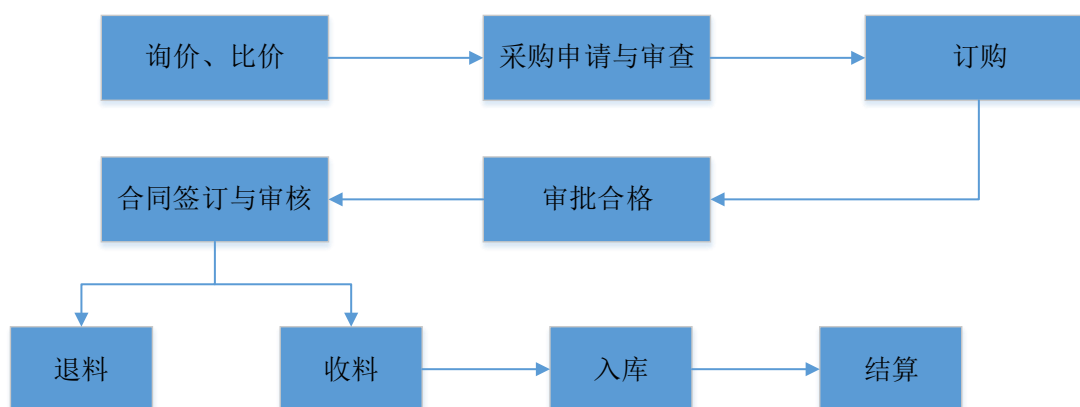 询价、比价
采购申请与审查
订购
合同签订与审核
审批合格
退料
收料
入库
结算